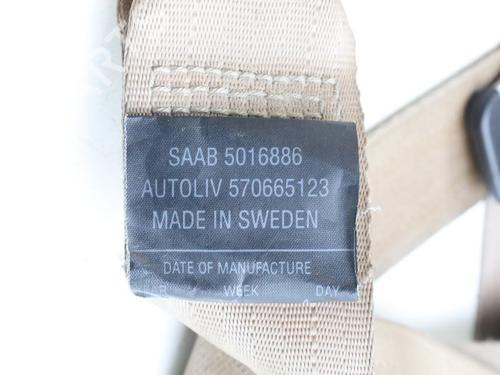 SAAB 5016886
AUTOLIV 570665123
MADE IN SWEDEN
DATE OF MANUFACTURE
WEEK DAY